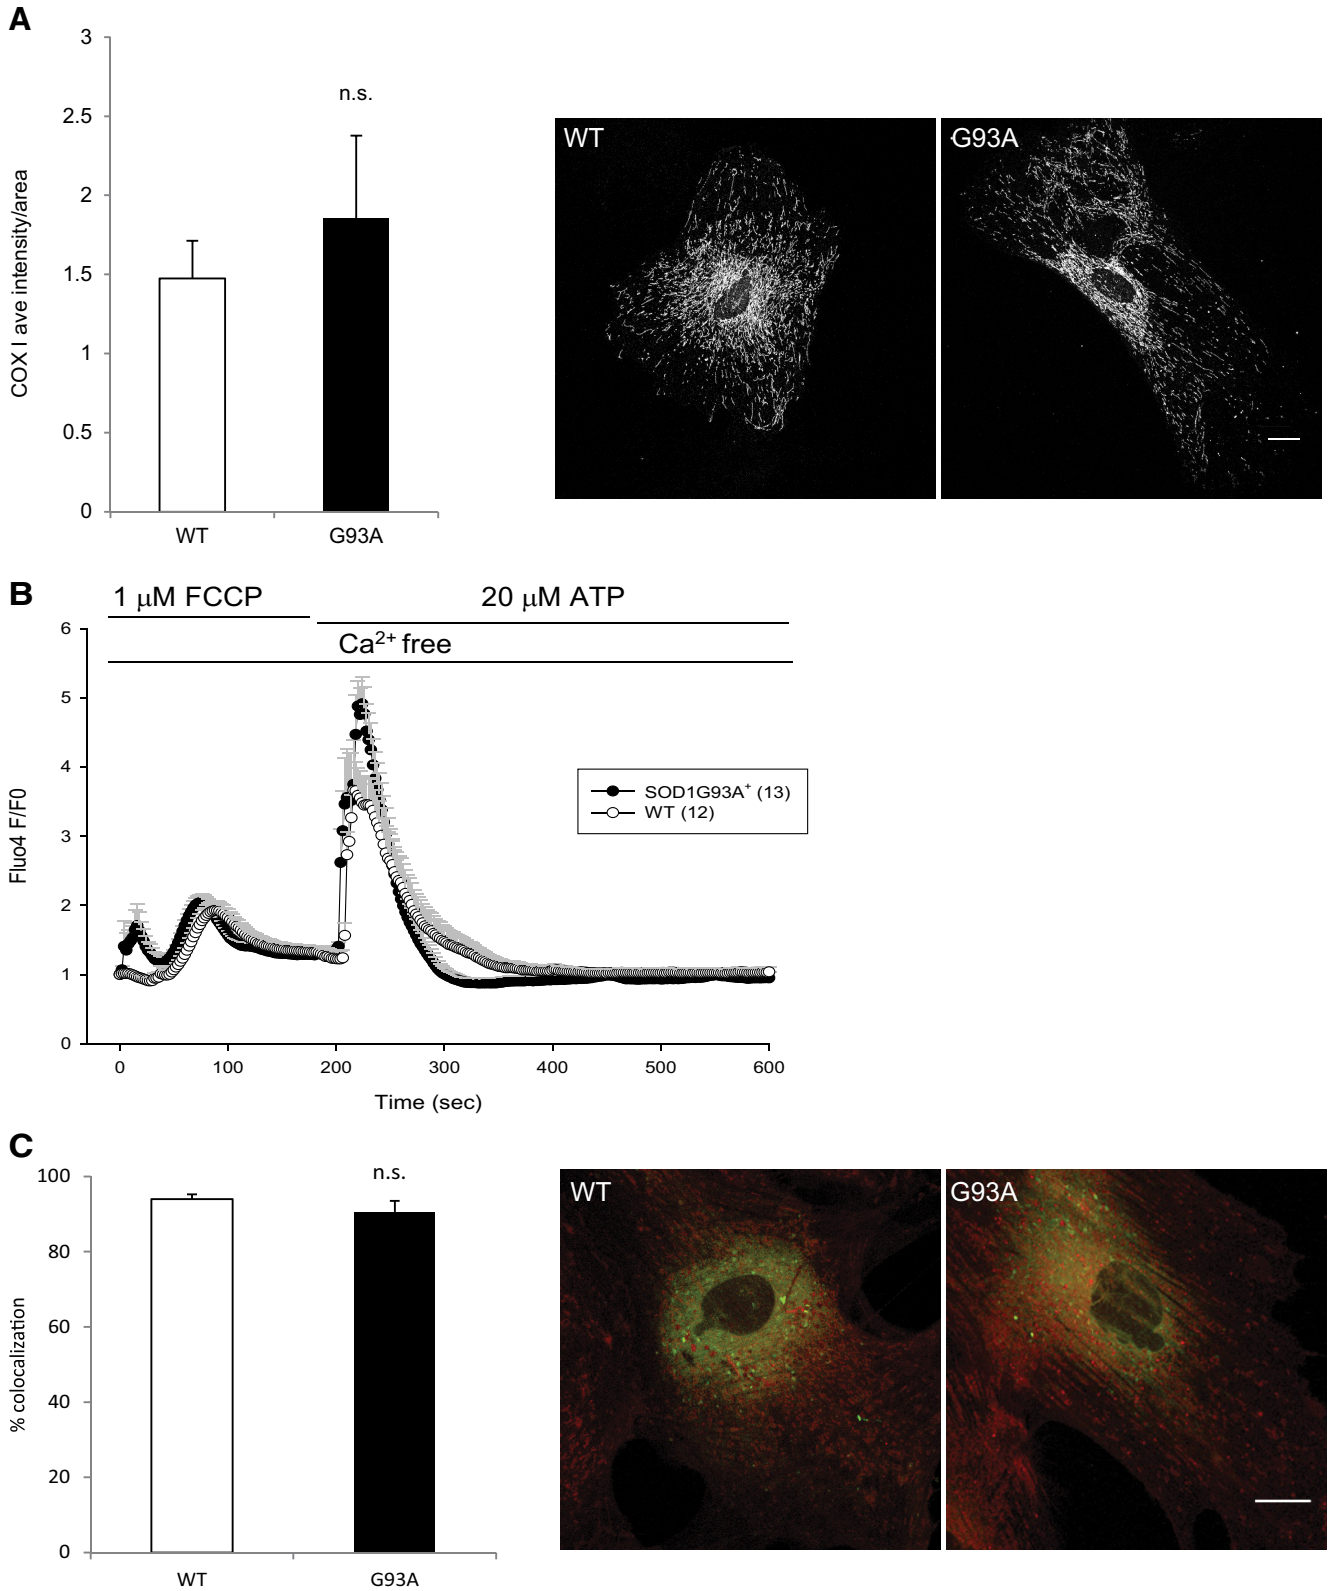 A
3
2.5
2
1.5
1
0.5
0
COX I ave intensity/area
n.s.
WT
G93A
WT
G93A
B
1 μM FCCP
20 μM ATP
Ca2+ free
6
5
4
3
2
1
0
Fluo4 F/F0
SOD1G93A+ (13)
WT (12)
0 100 200 300 400 500 600
Time (sec)
C
100
80
60
40
20
0
% colocalization
n.s.
WT
G93A
WT
G93A